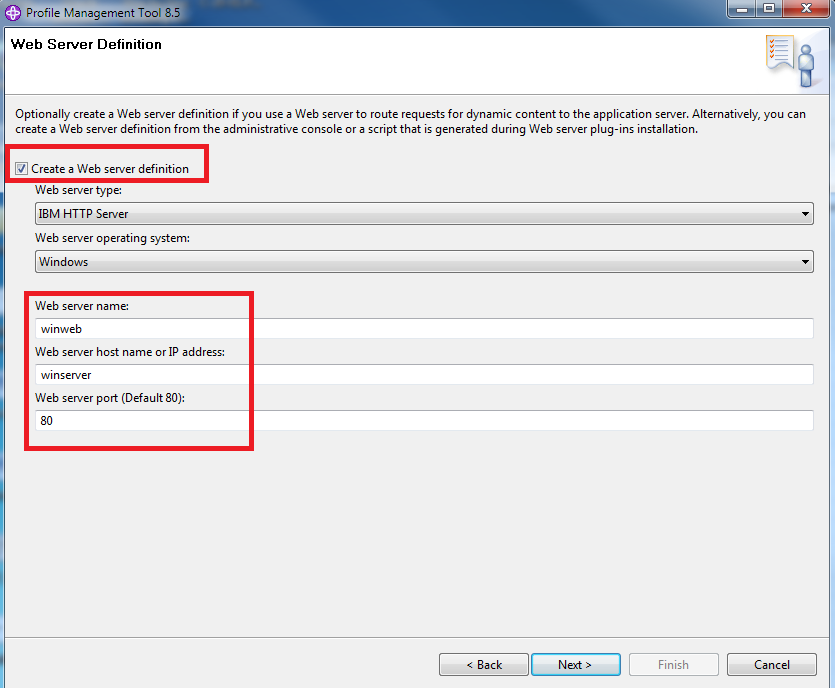 Profile Management Tool 8.5
Web Server Definition
Optionally create a Web server definition if you use a Web server to route requests for dynamic content to the application server. Alternatively, you can
create a Web server definition from the administrative console or a script that is generated during Web server plug-ins installation.
Create a Web server definition
Web server type:
IBM HTTP Server
Web server operating system:
Windows
Web server name:
winweb
Web server host name or IP address:
winserver
Web server port (Default 80):
80
< Back Next > Finish Cancel